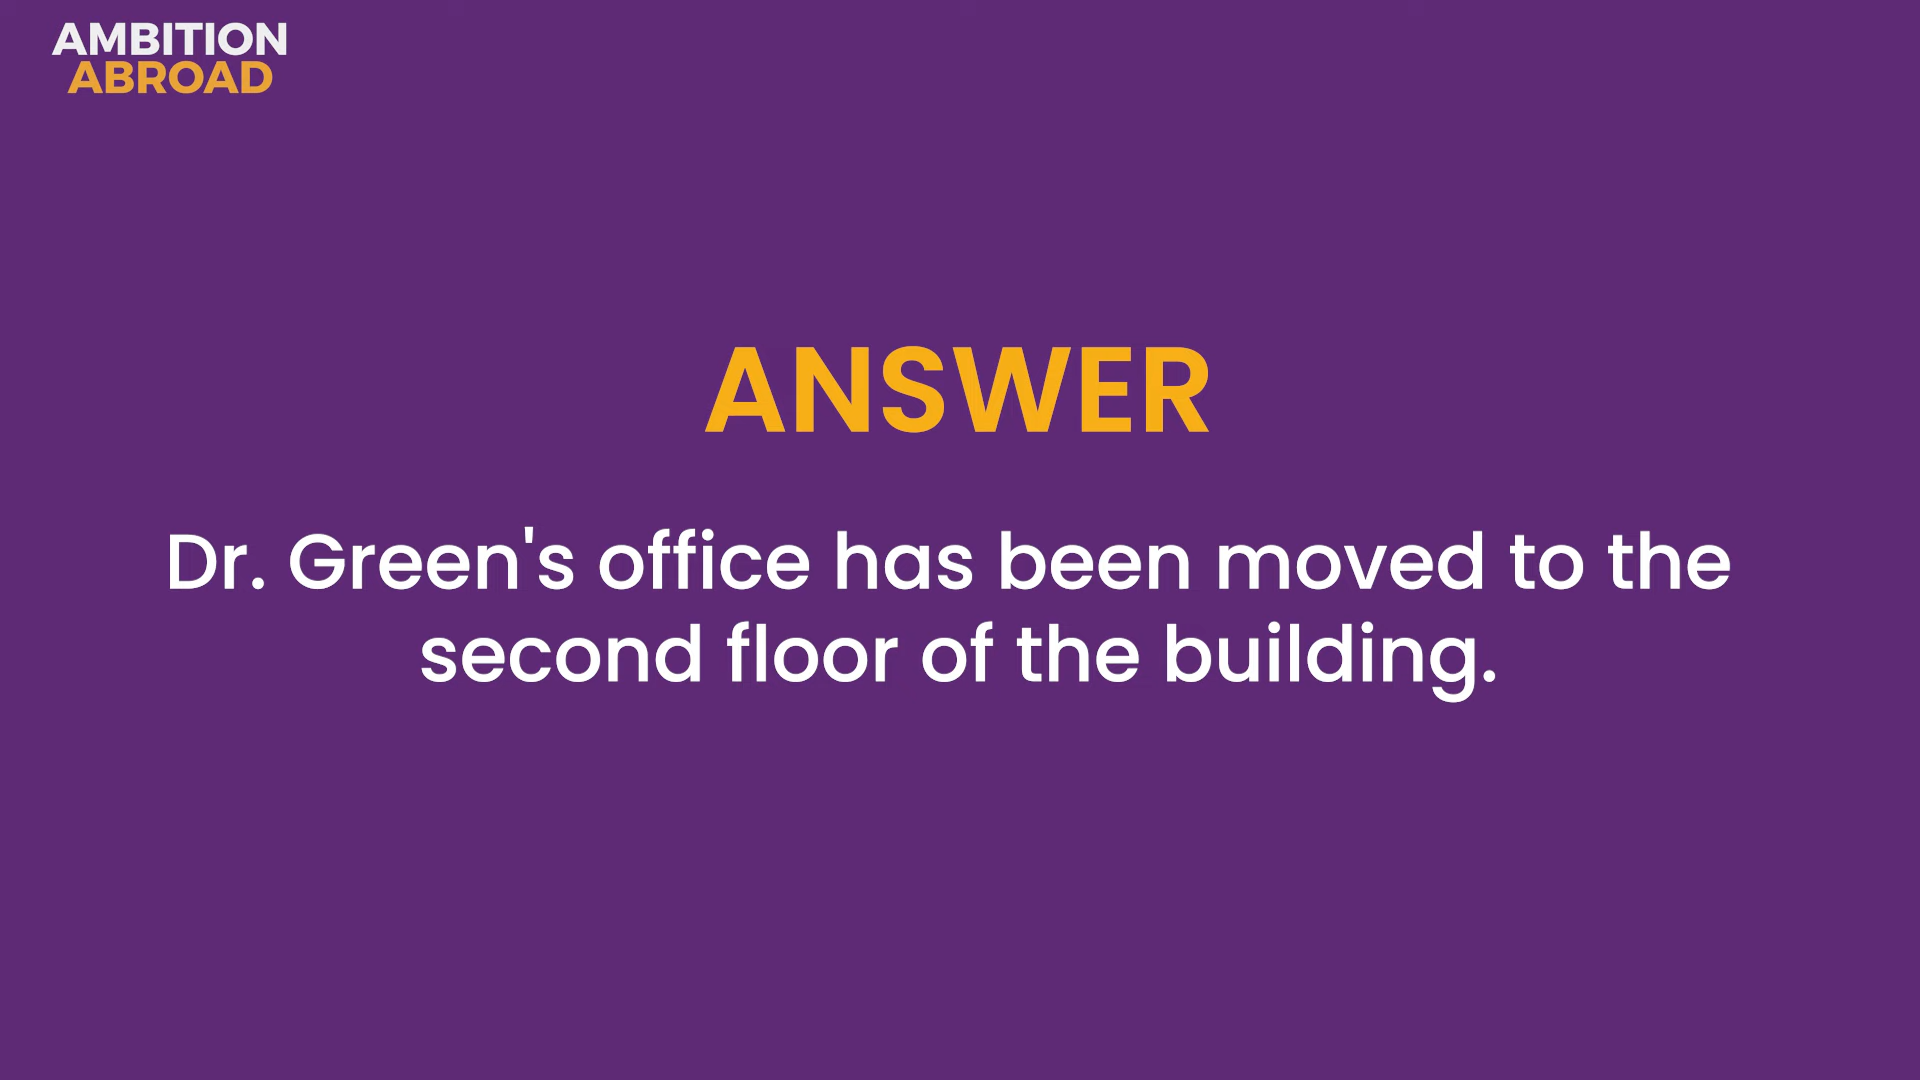 AMBITION
ABROAD
ANSWER
Dr. Green's office has been moved to the
second floor of the building.